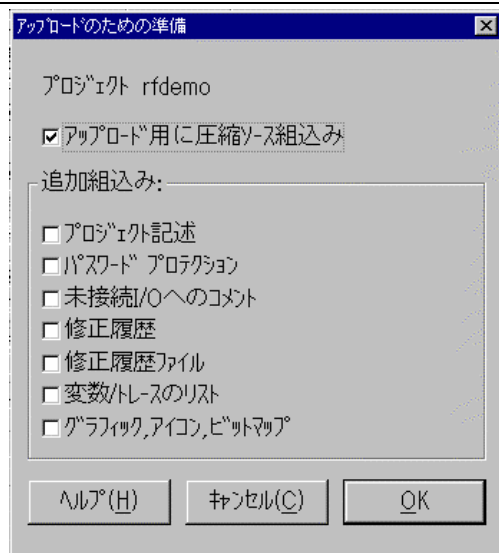 ｱｯﾌﾟﾛｰﾄﾞのための準備
ﾌﾟﾛｼﾞｪｸﾄ rfdemo
ｱｯﾌﾟﾛｰﾄﾞ用に圧縮ｿｰｽ組込み
追加組込み:
ﾌﾟﾛｼﾞｪｸﾄ記述
ﾊﾟｽﾜｰﾄﾞ ﾌﾟﾛﾃｸｼｮﾝ
未接続I/Oへのｺﾒﾝﾄ
修正履歴
修正履歴ﾌｧｲﾙ
変数/ﾄﾚｰｽのﾘｽﾄ
ｸﾞﾗﾌｨｯｸ,ｱｲｺﾝ,ﾋﾞｯﾄﾏｯﾌﾟ
ﾍﾙﾌﾟ(H) ｷｬﾝｾﾙ(C) OK